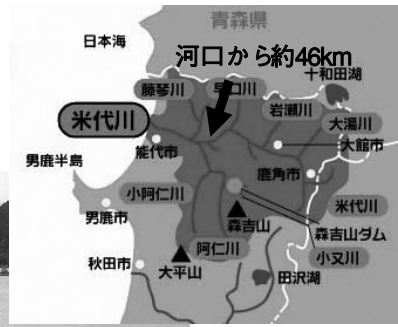 青森県
日本海
河口から約46km
十和田湖
藤琴川
早口川
岩瀬川
米代川
大湯川
能代市
大館市
男鹿半島
鹿角市
小阿仁川
米代川
男鹿市
森吉山
森吉山ダム
阿仁川
小又川
秋田市
太平山
田沢湖